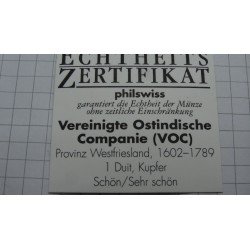 ECHTHEITS
ZERTIFIKAT
philswiss
garantiert die Echtheit der Münze
ohne zeitliche Einschränkung
Vereinigte Ostindische
Companie (VOC)
Provinz Westfriesland, 1602–1789
1 Duit, Kupfer
Schön/Sehr schön